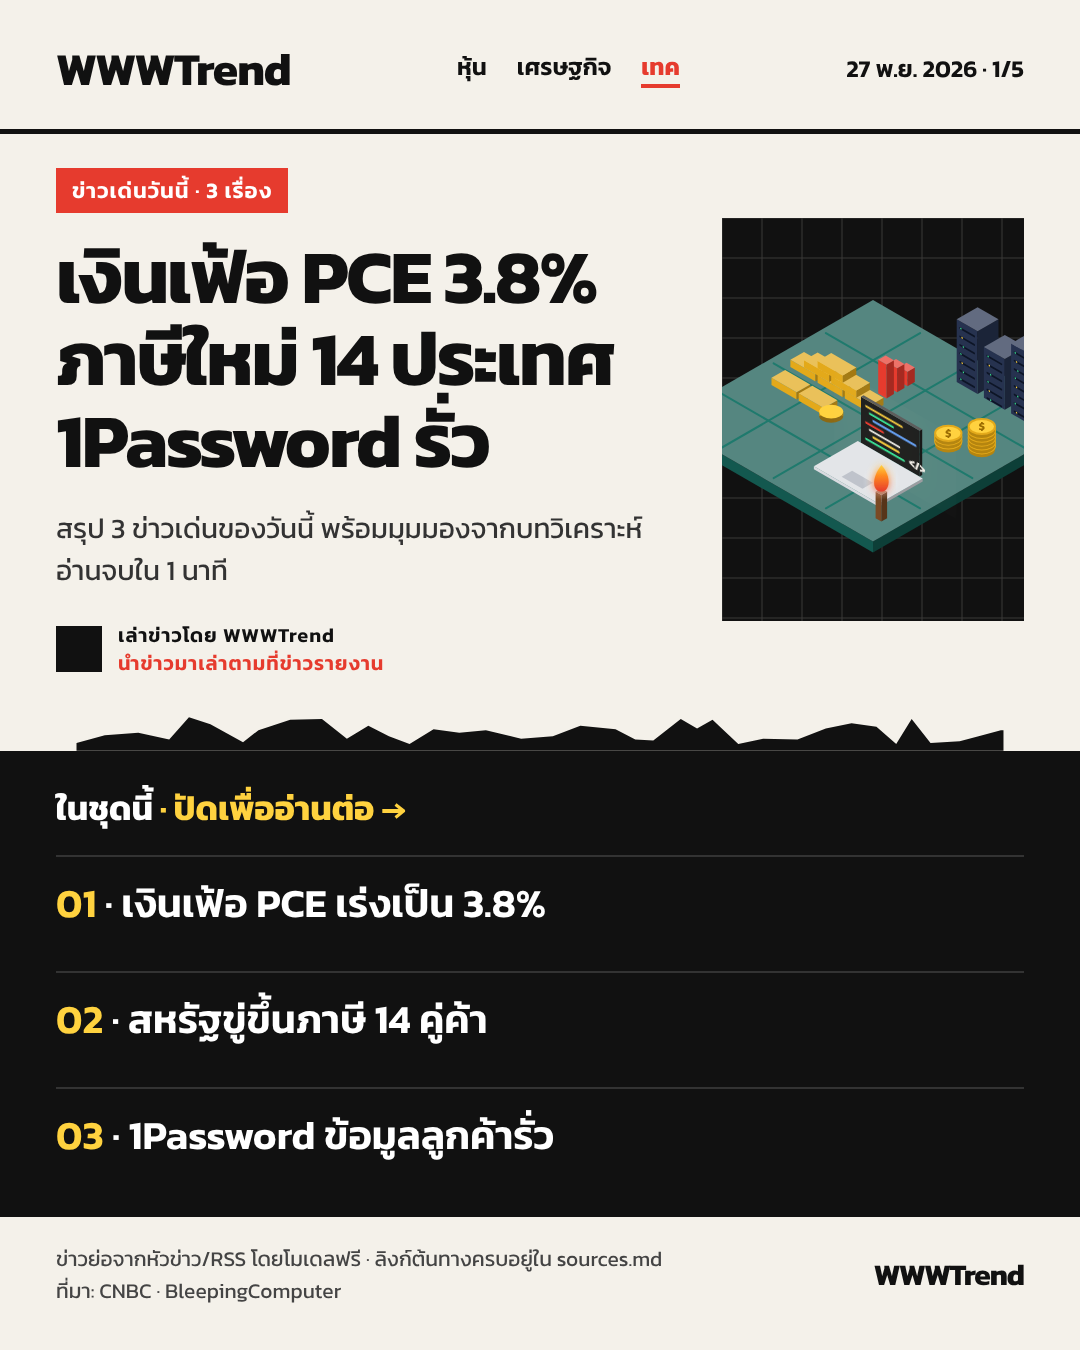 WWWTrend
หุ้น เศรษฐกิจ เทค
27 พ.ย. 2026 · 1/5
ข่าวเด่นวันนี้ · 3 เรื่อง
เงินเฟ้อ PCE 3.8%
ภาษีใหม่ 14 ประเทศ
1Password รั่ว
สรุป 3 ข่าวเด่นของวันนี้ พร้อมมุมมองจากบทวิเคราะห์
อ่านจบใน 1 นาที
เล่าข่าวโดย WWWTrend
นำข่าวมาเล่าตามที่ข่าวรายงาน
$ $
</>
ในชุดนี้ · ปัดเพื่ออ่านต่อ →
01 · เงินเฟ้อ PCE เร่งเป็น 3.8%
02 · สหรัฐขู่ขึ้นภาษี 14 คู่ค้า
03 · 1Password ข้อมูลลูกค้ารั่ว
ข่าวย่อจากหัวข่าว/RSS โดยโมเดลฟรี · ลิงก์ต้นทางครบอยู่ใน sources.md
ที่มา: CNBC · BleepingComputer
WWWTrend